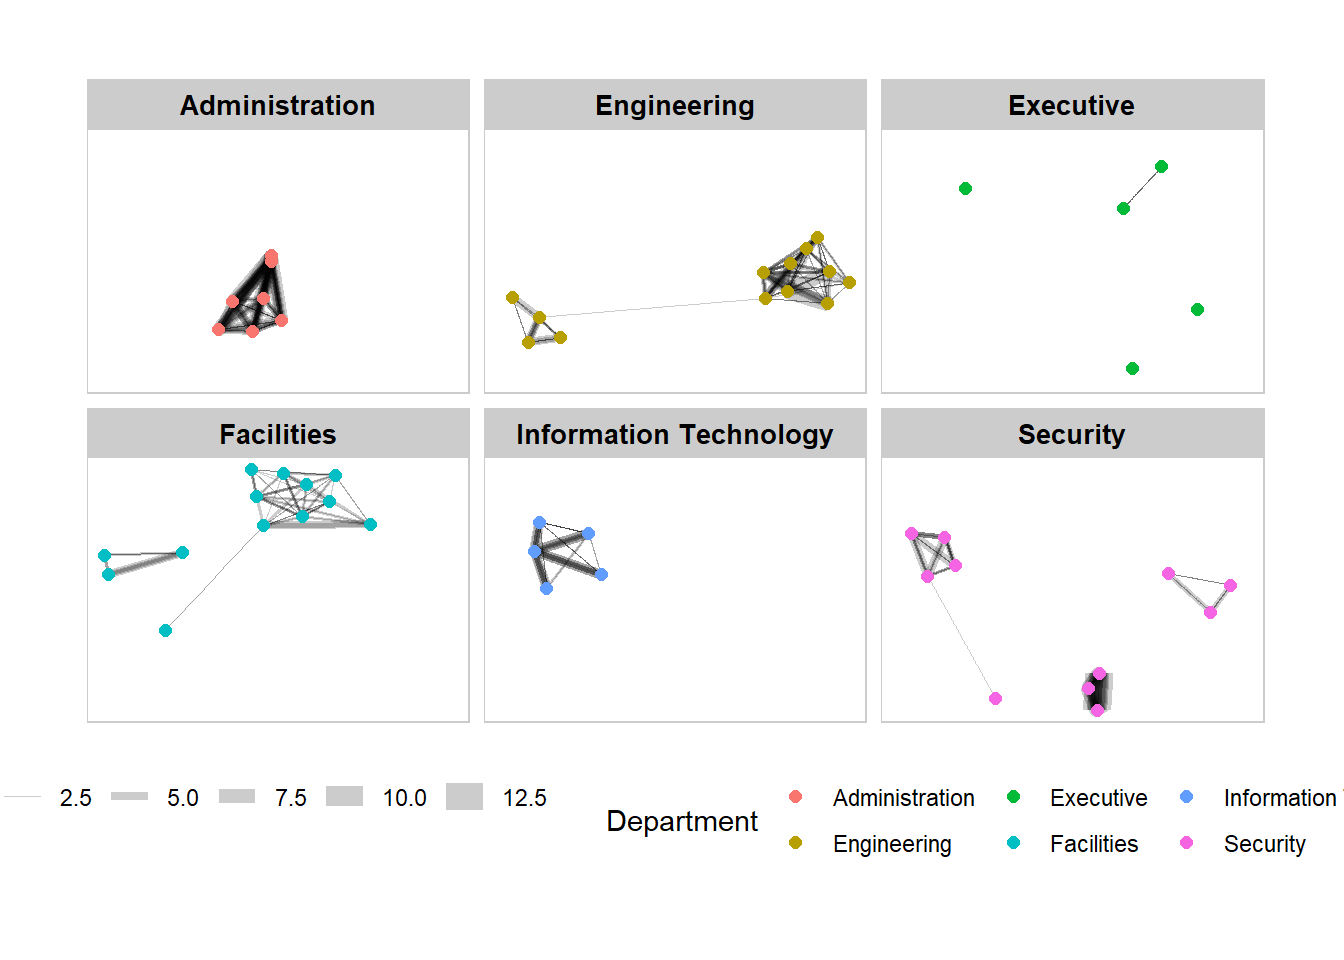 Administration
Engineering
Executive
Facilities
Information Technology
Security
2.5 5.0 7.5 10.0 12.5
Department
Administration Executive Information
Engineering Facilities Security